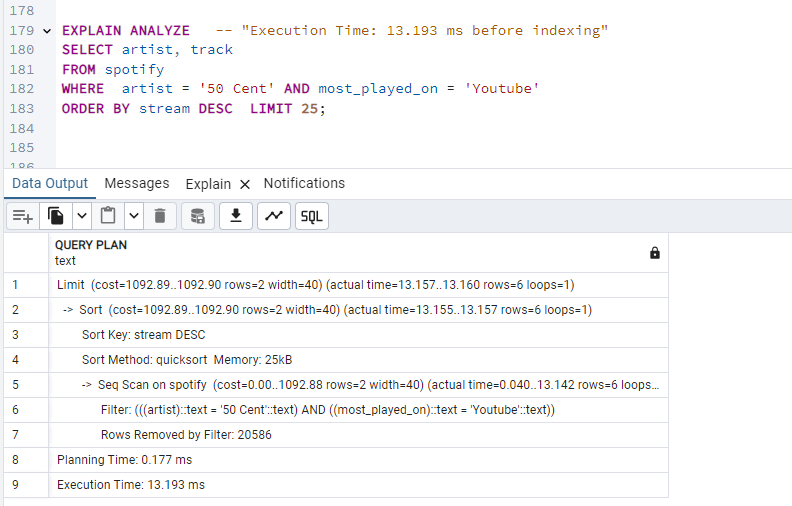 178
179 EXPLAIN ANALYZE -- "Execution Time: 13.193 ms before indexing"
180 SELECT artist, track
181 FROM spotify
182 WHERE artist = '50 Cent' AND most_played_on = 'Youtube'
183 ORDER BY stream DESC LIMIT 25;
184
185
186
Data Output Messages Explain × Notifications
SQL
QUERY PLAN
text
1 Limit (cost=1092.89..1092.90 rows=2 width=40) (actual time=13.157..13.160 rows=6 loops=1)
2 -> Sort (cost=1092.89..1092.90 rows=2 width=40) (actual time=13.155..13.157 rows=6 loops=1)
3 Sort Key: stream DESC
4 Sort Method: quicksort Memory: 25kB
5 -> Seq Scan on spotify (cost=0.00..1092.88 rows=2 width=40) (actual time=0.040..13.142 rows=6 loops...
6 Filter: (((artist)::text = '50 Cent'::text) AND ((most_played_on)::text = 'Youtube'::text))
7 Rows Removed by Filter: 20586
8 Planning Time: 0.177 ms
9 Execution Time: 13.193 ms